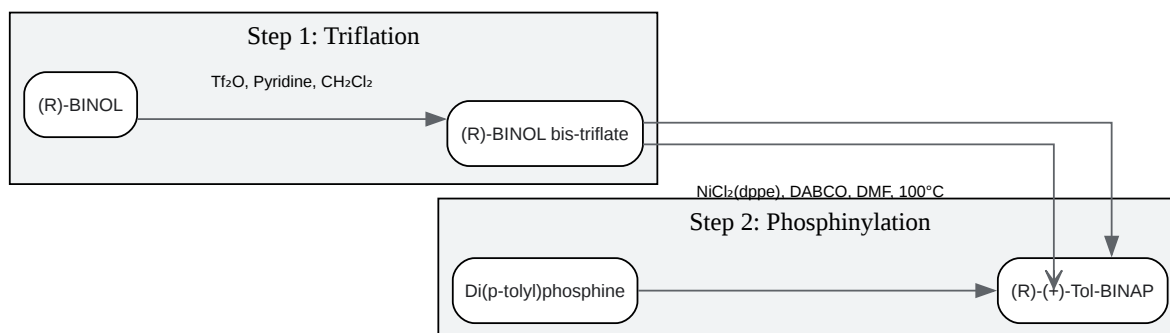 Step 1: Triflation
Tf₂O, Pyridine, CH₂Cl₂
(R)-BINOL
(R)-BINOL bis-triflate
NiCl₂(dppe), DABCO, DMF, 100°C
Step 2: Phosphinylation
Di(p-tolyl)phosphine
(R)-(+)-Tol-BINAP